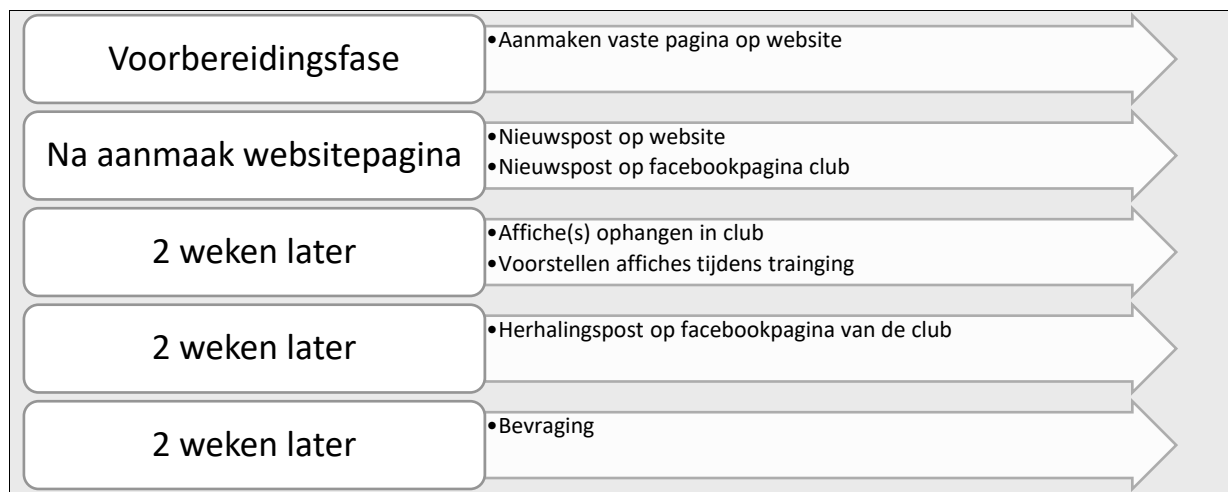 Voorbereidingsfase
•Aanmaken vaste pagina op website
Na aanmaak websitepagina
•Nieuwspost op website
•Nieuwspost op facebookpagina club
2 weken later
•Affiche(s) ophangen in club
•Voorstellen affiches tijdens trainging
2 weken later
•Herhalingspost op facebookpagina van de club
2 weken later
•Bevraging